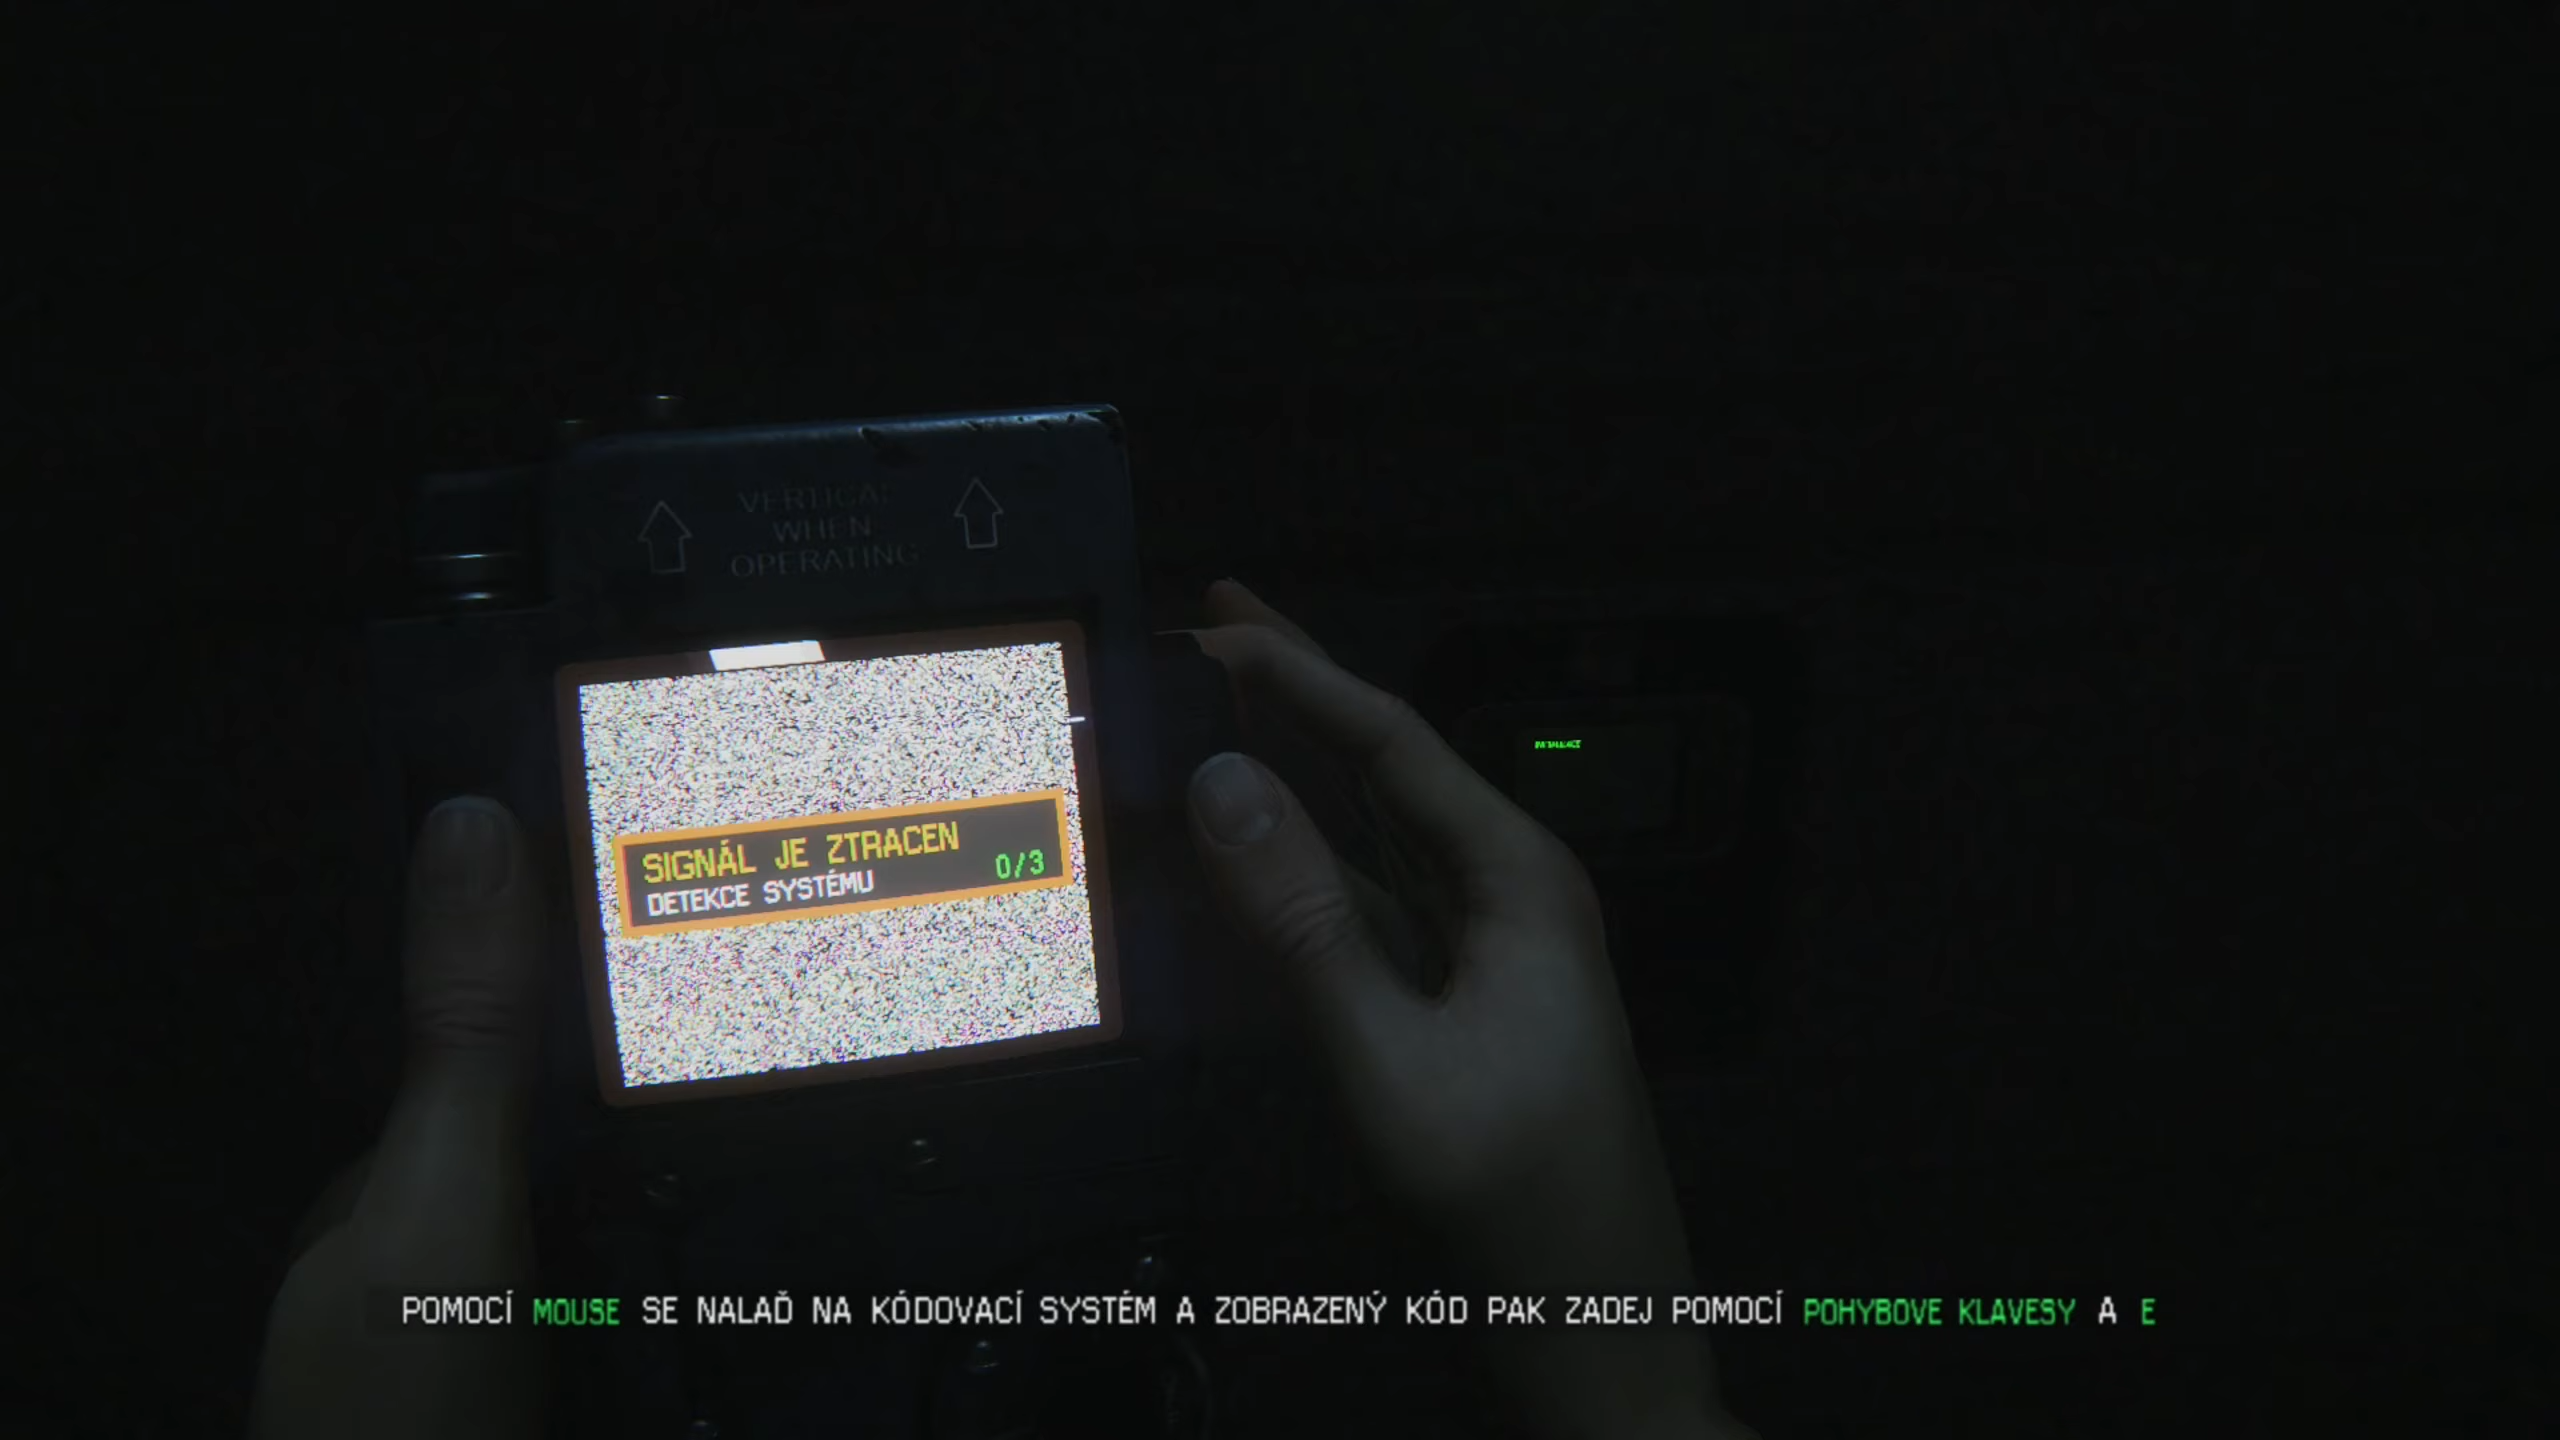 VERTICAL
WHEN
OPERATING
SIGNÁL JE ZTRACEN
DETEKCE SYSTÉMU
0/3
POMOCÍ MOUSE SE NALAĎ NA KÓDOVACÍ SYSTÉM A ZOBRAZENÝ KÓD PAK ZADEJ POMOCÍ POHYBOVE KLAVESY A E